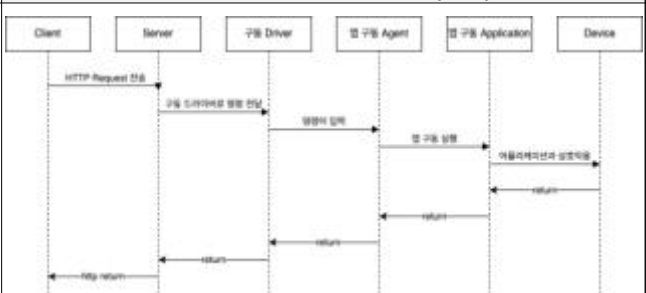 Client
Server
구동 Driver
앱 구동 Agent
앱 구동 Application
Device
HTTP Request 전송
구동 드라이버로 명령 전달
명령어 입력
앱 구동 실행
어플리케이션과 상호작용
return
return
return
return
http return